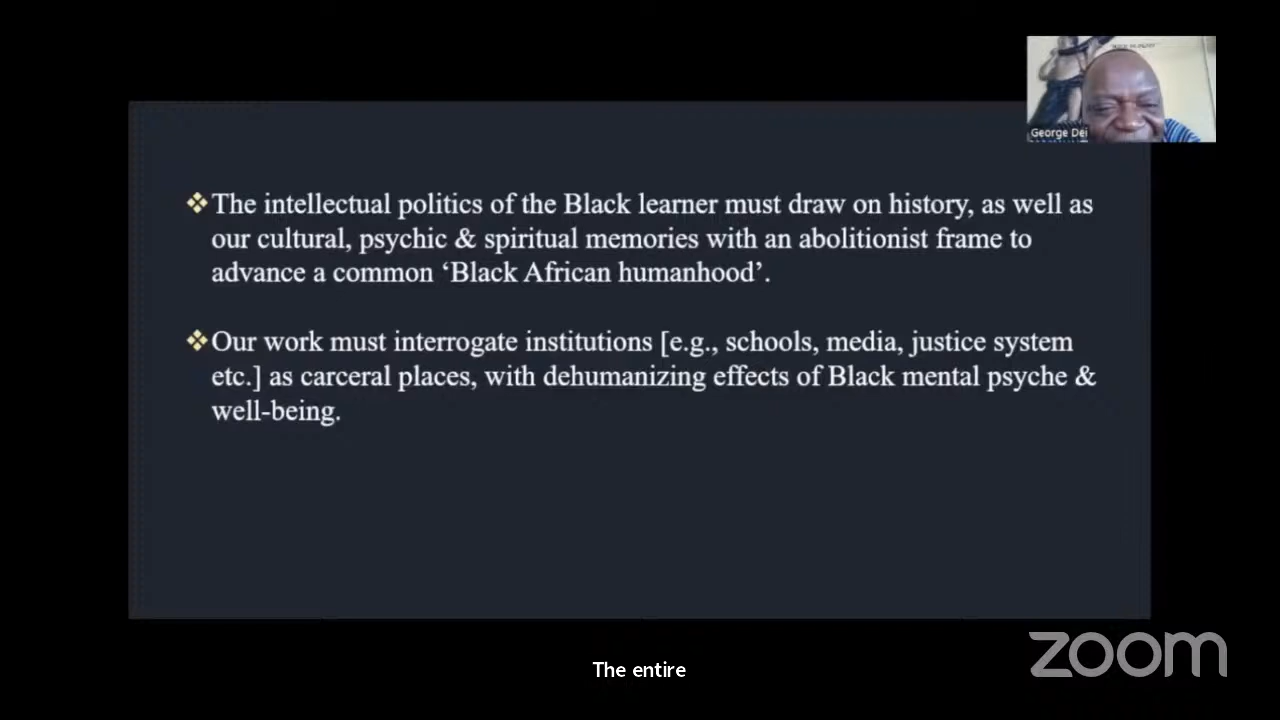 George Dei
❖The intellectual politics of the Black learner must draw on history, as well as
our cultural, psychic & spiritual memories with an abolitionist frame to
advance a common ‘Black African humanhood’.
❖Our work must interrogate institutions [e.g., schools, media, justice system
etc.] as carceral places, with dehumanizing effects of Black mental psyche &
well-being.
zoom
The entire